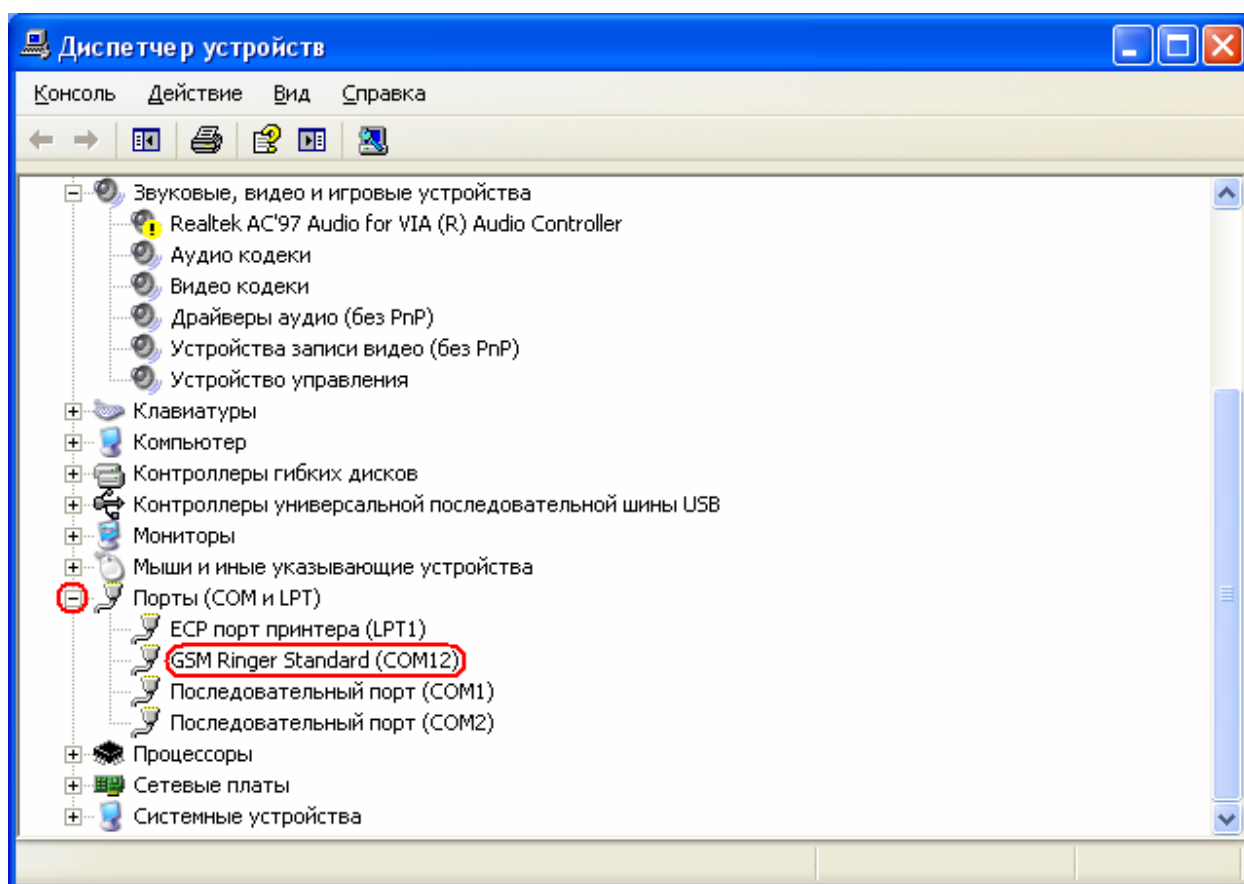 Диспетчер устройств
Консоль Действие Вид Справка
Звуковые, видео и игровые устройства
Realtek AC'97 Audio for VIA (R) Audio Controller
Аудио кодеки
Видео кодеки
Драйверы аудио (без PnP)
Устройства записи видео (без PnP)
Устройство управления
Клавиатуры
Компьютер
Контроллеры гибких дисков
Контроллеры универсальной последовательной шины USB
Мониторы
Мыши и иные указывающие устройства
Порты (COM и LPT)
ECP порт принтера (LPT1)
GSM Ringer Standard (COM12)
Последовательный порт (COM1)
Последовательный порт (COM2)
Процессоры
Сетевые платы
Системные устройства